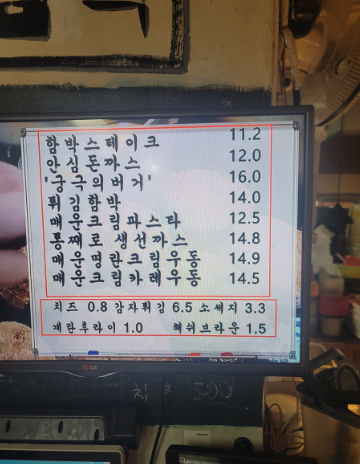 함박스테이크 11.2
안심돈까스 12.0
'궁극의버거' 16.0
튀김함박 14.0
매운크림파스타 12.5
통째로 생선까스 14.8
매운명란크림우동 14.9
매운크림카레우동 14.5
치즈 0.8 감자튀김 6.5 소세지 3.3
계란후라이 1.0 해쉬브라운 1.5
LG